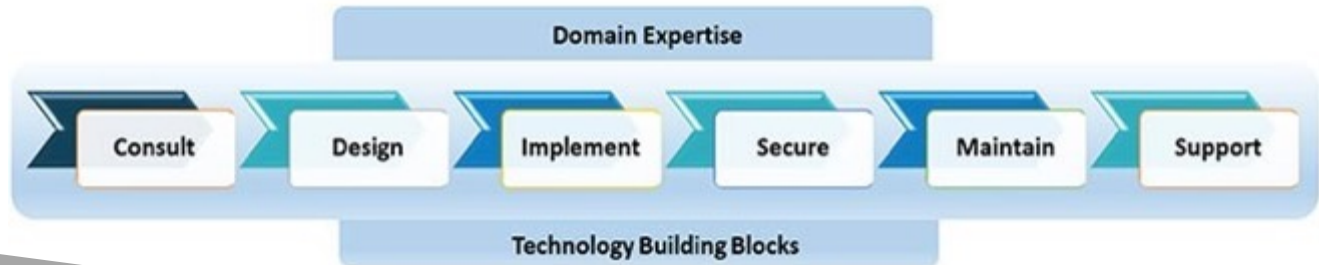 Domain Expertise
Consult Design Implement Secure Maintain Support
Technology Building Blocks